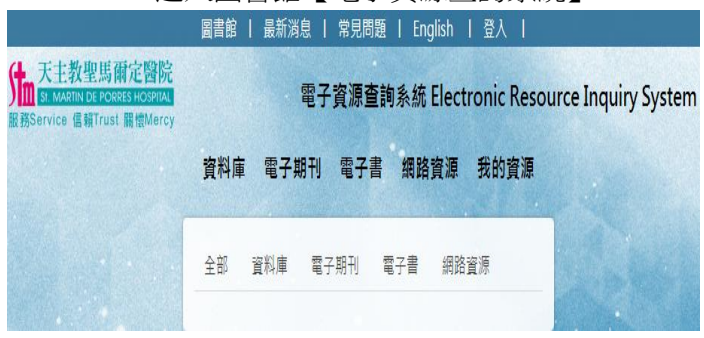 圖書館 | 最新消息 | 常見問題 | English | 登入 |
天主教聖馬爾定醫院
ST. MARTIN DE PORRES HOSPITAL
服務Service 信賴Trust 關懷Mercy
電子資源查詢系統 Electronic Resource Inquiry System
資料庫 電子期刊 電子書 網路資源 我的資源
全部 資料庫 電子期刊 電子書 網路資源